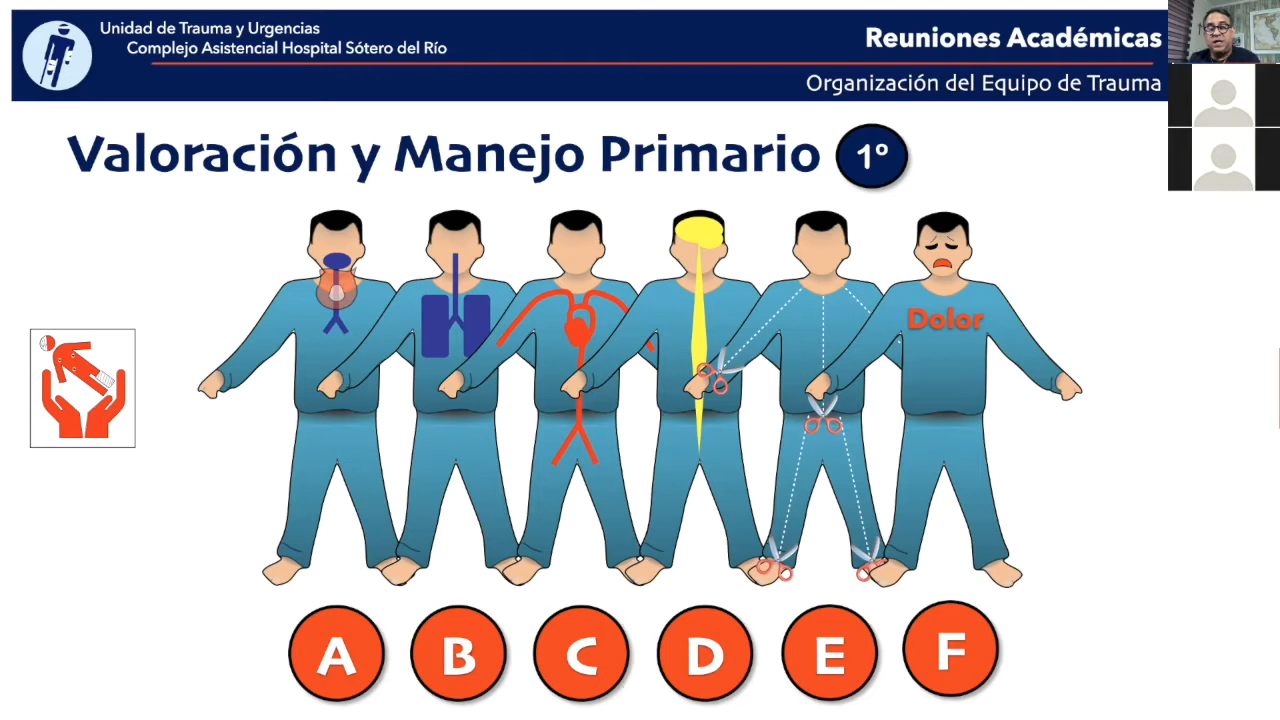 Unidad de Trauma y Urgencias
Complejo Asistencial Hospital Sótero del Río
Reuniones Académicas
Organización del Equipo de Trauma
Valoración y Manejo Primario 1º
Dolor
A B C D E F